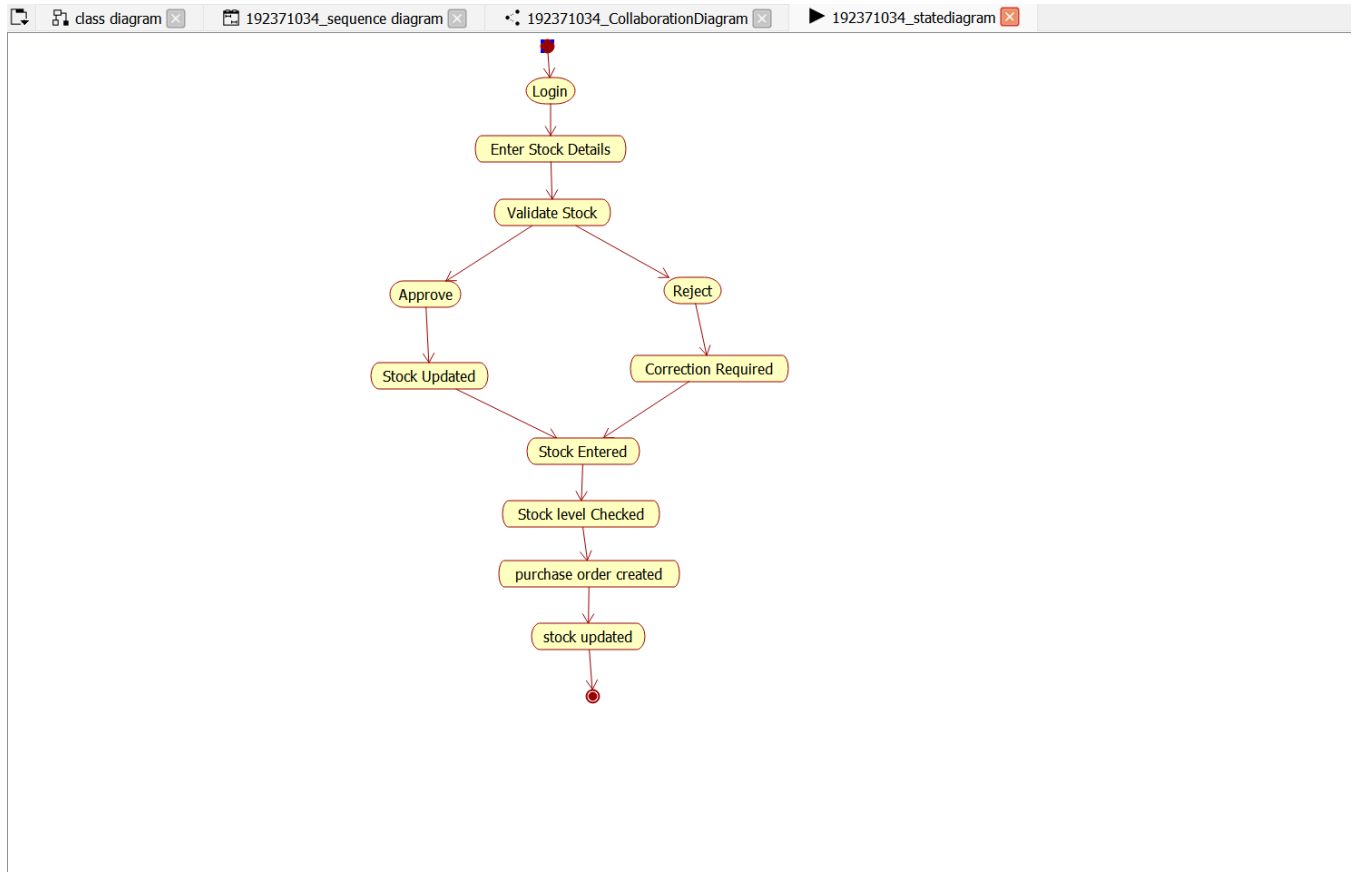 class diagram
192371034_sequence diagram
192371034_CollaborationDiagram
192371034_statediagram
Login
Enter Stock Details
Validate Stock
Approve
Reject
Stock Updated
Correction Required
Stock Entered
Stock level Checked
purchase order created
stock updated